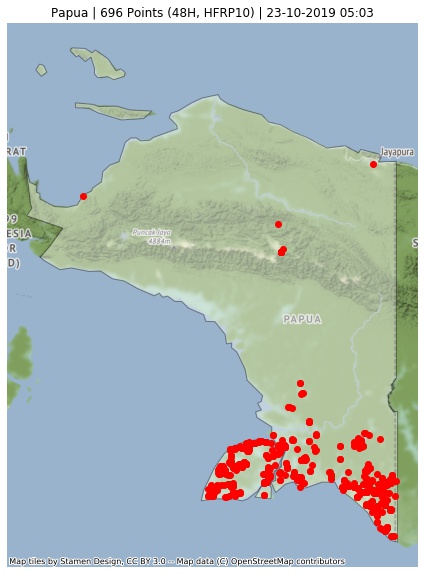 Papua | 696 Points (48H, HFRP10) | 23-10-2019 05:03
RAT
Jayapura
99
ESIA
R
D)
Puncak Jaya
4884m
S
PAPUA
Map tiles by Stamen Design, CC BY 3.0 -- Map data (C) OpenStreetMap contributors